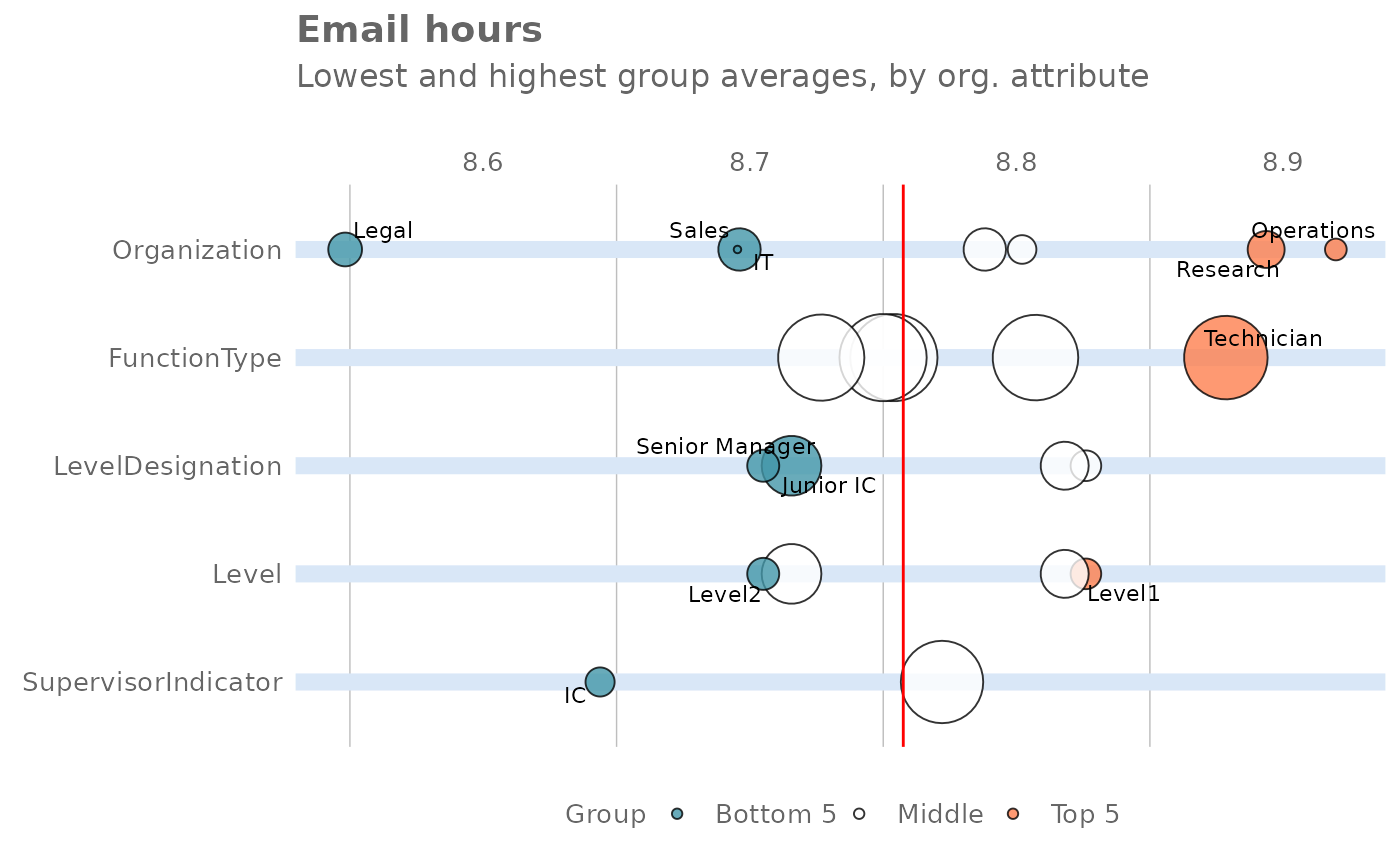 Email hours
Lowest and highest group averages, by org. attribute
8.6 8.7 8.8 8.9
Organization
Legal
Sales
IT
Operations
Research
FunctionType
Technician
LevelDesignation
Senior Manager
Junior IC
Level
Level2
Level1
SupervisorIndicator
IC
Group Bottom 5 Middle Top 5